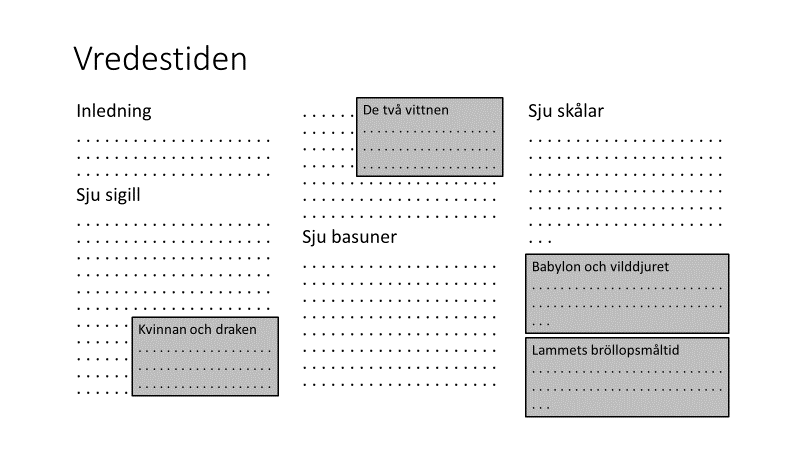 Vredestiden
Inledning
Sju sigill
Kvinnan och draken
De två vittnen
Sju basuner
Sju skålar
Babylon och vilddjuret
Lammets bröllopsmåltid